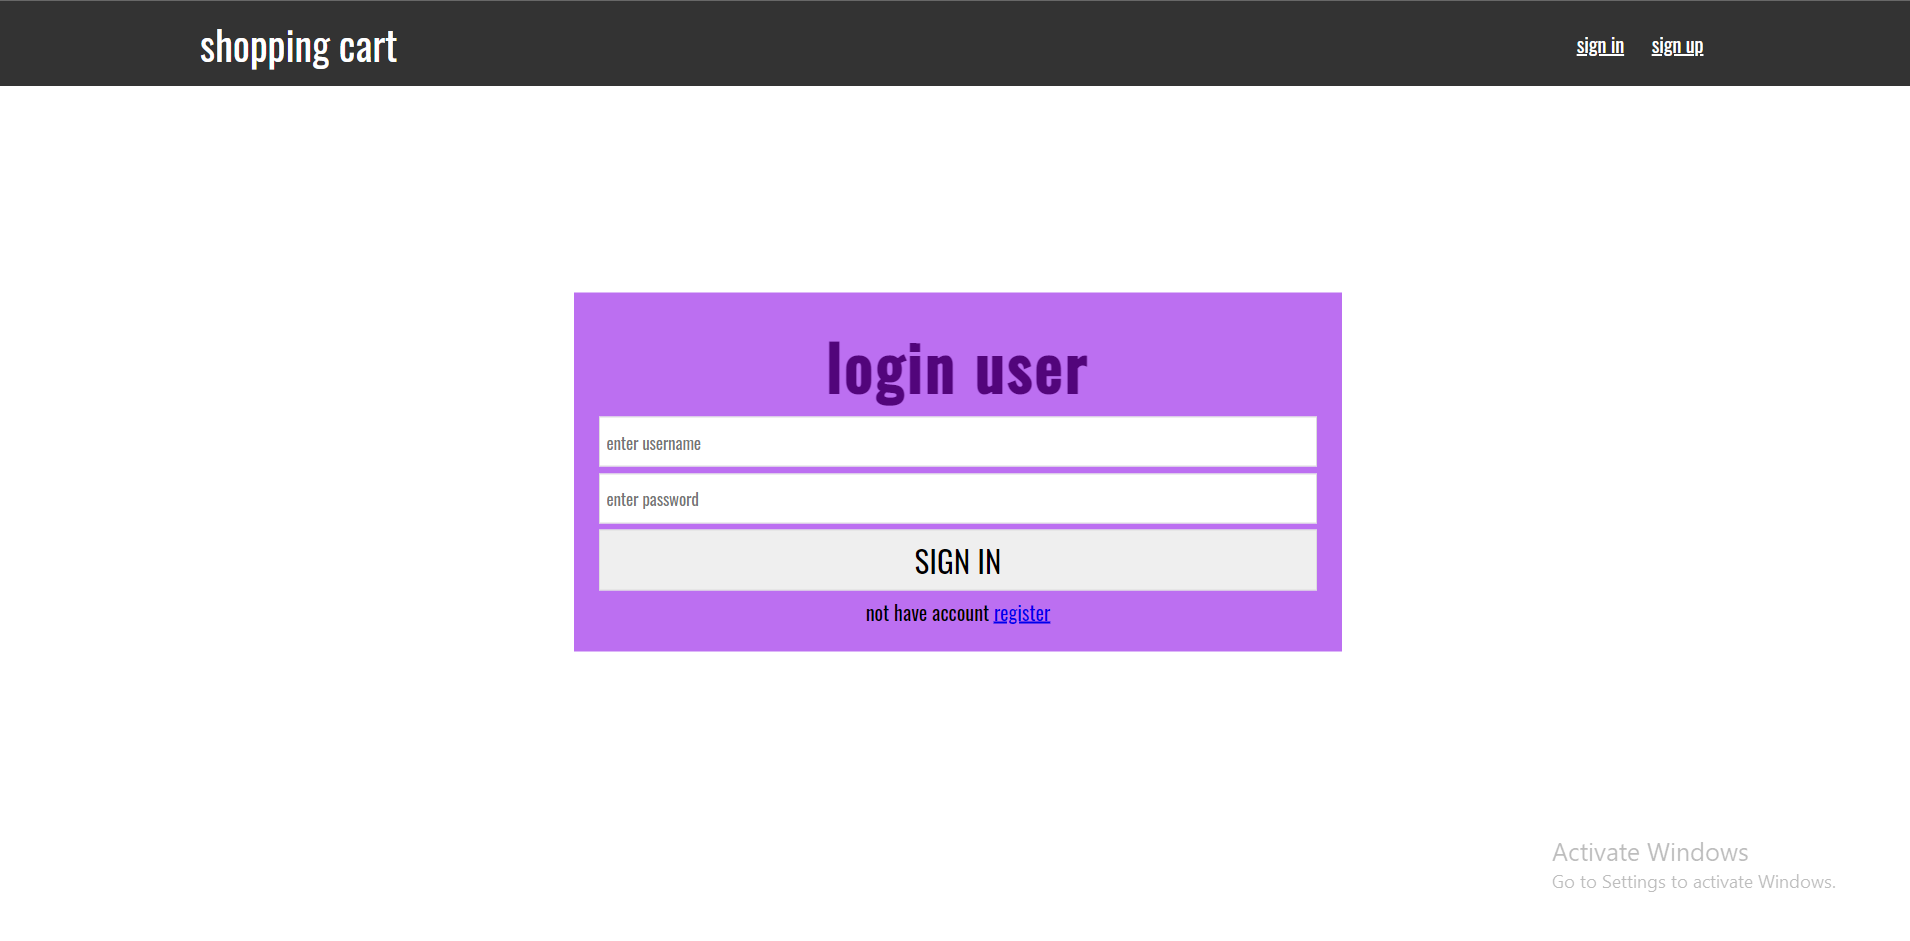 shopping cart
sign in sign up
login user
enter username
enter password
SIGN IN
not have account register
Activate Windows
Go to Settings to activate Windows.